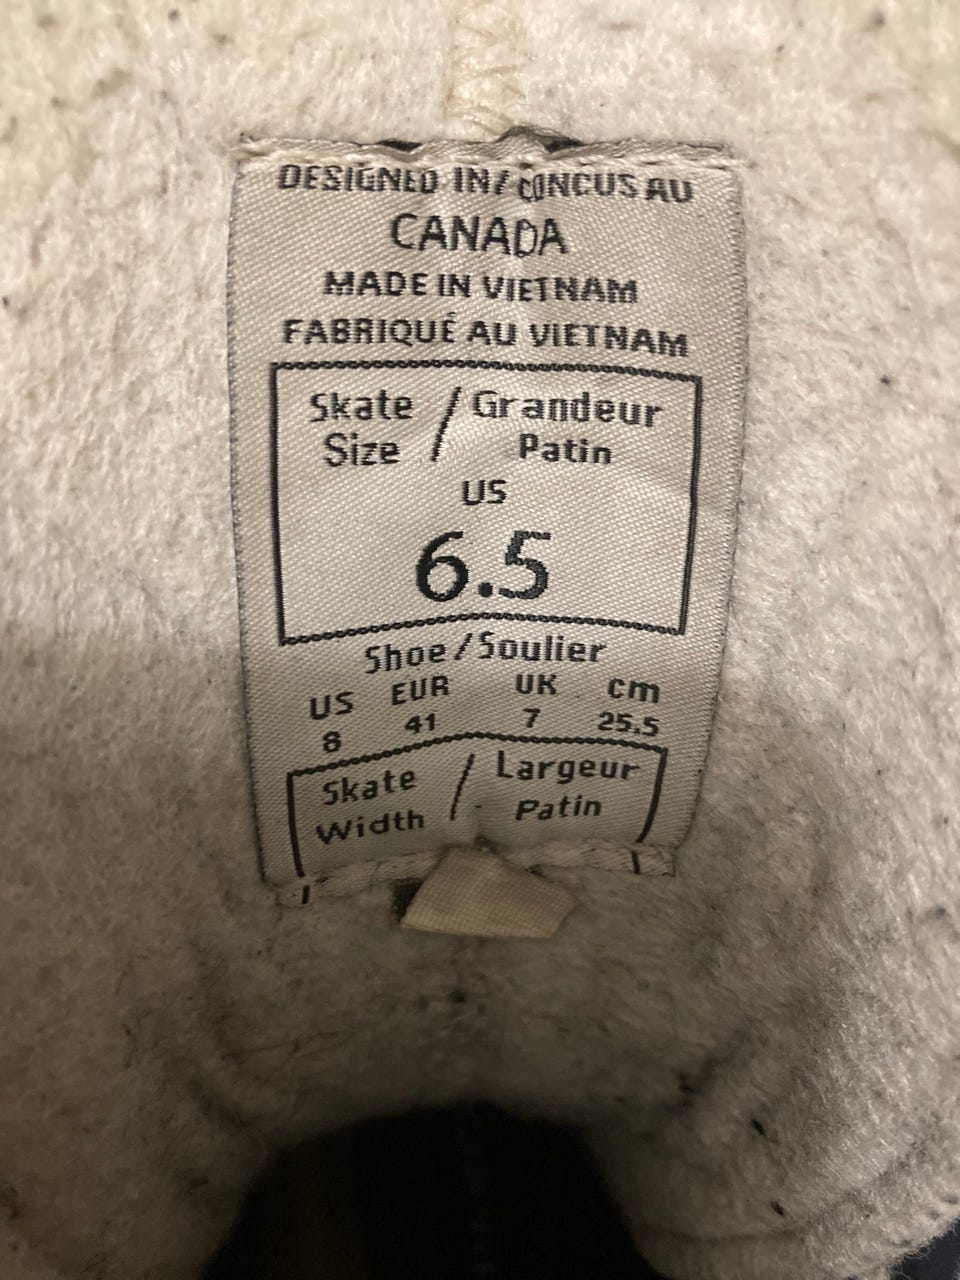 DESIGNED IN/CONCUS AU
CANADA
MADE IN VIETNAM
FABRIQUÉ AU VIETNAM
Skate Size / Grandeur Patin
US
6.5
Shoe/Soulier
US EUR UK cm
8 41 7 25.5
Skate Width / Largeur Patin